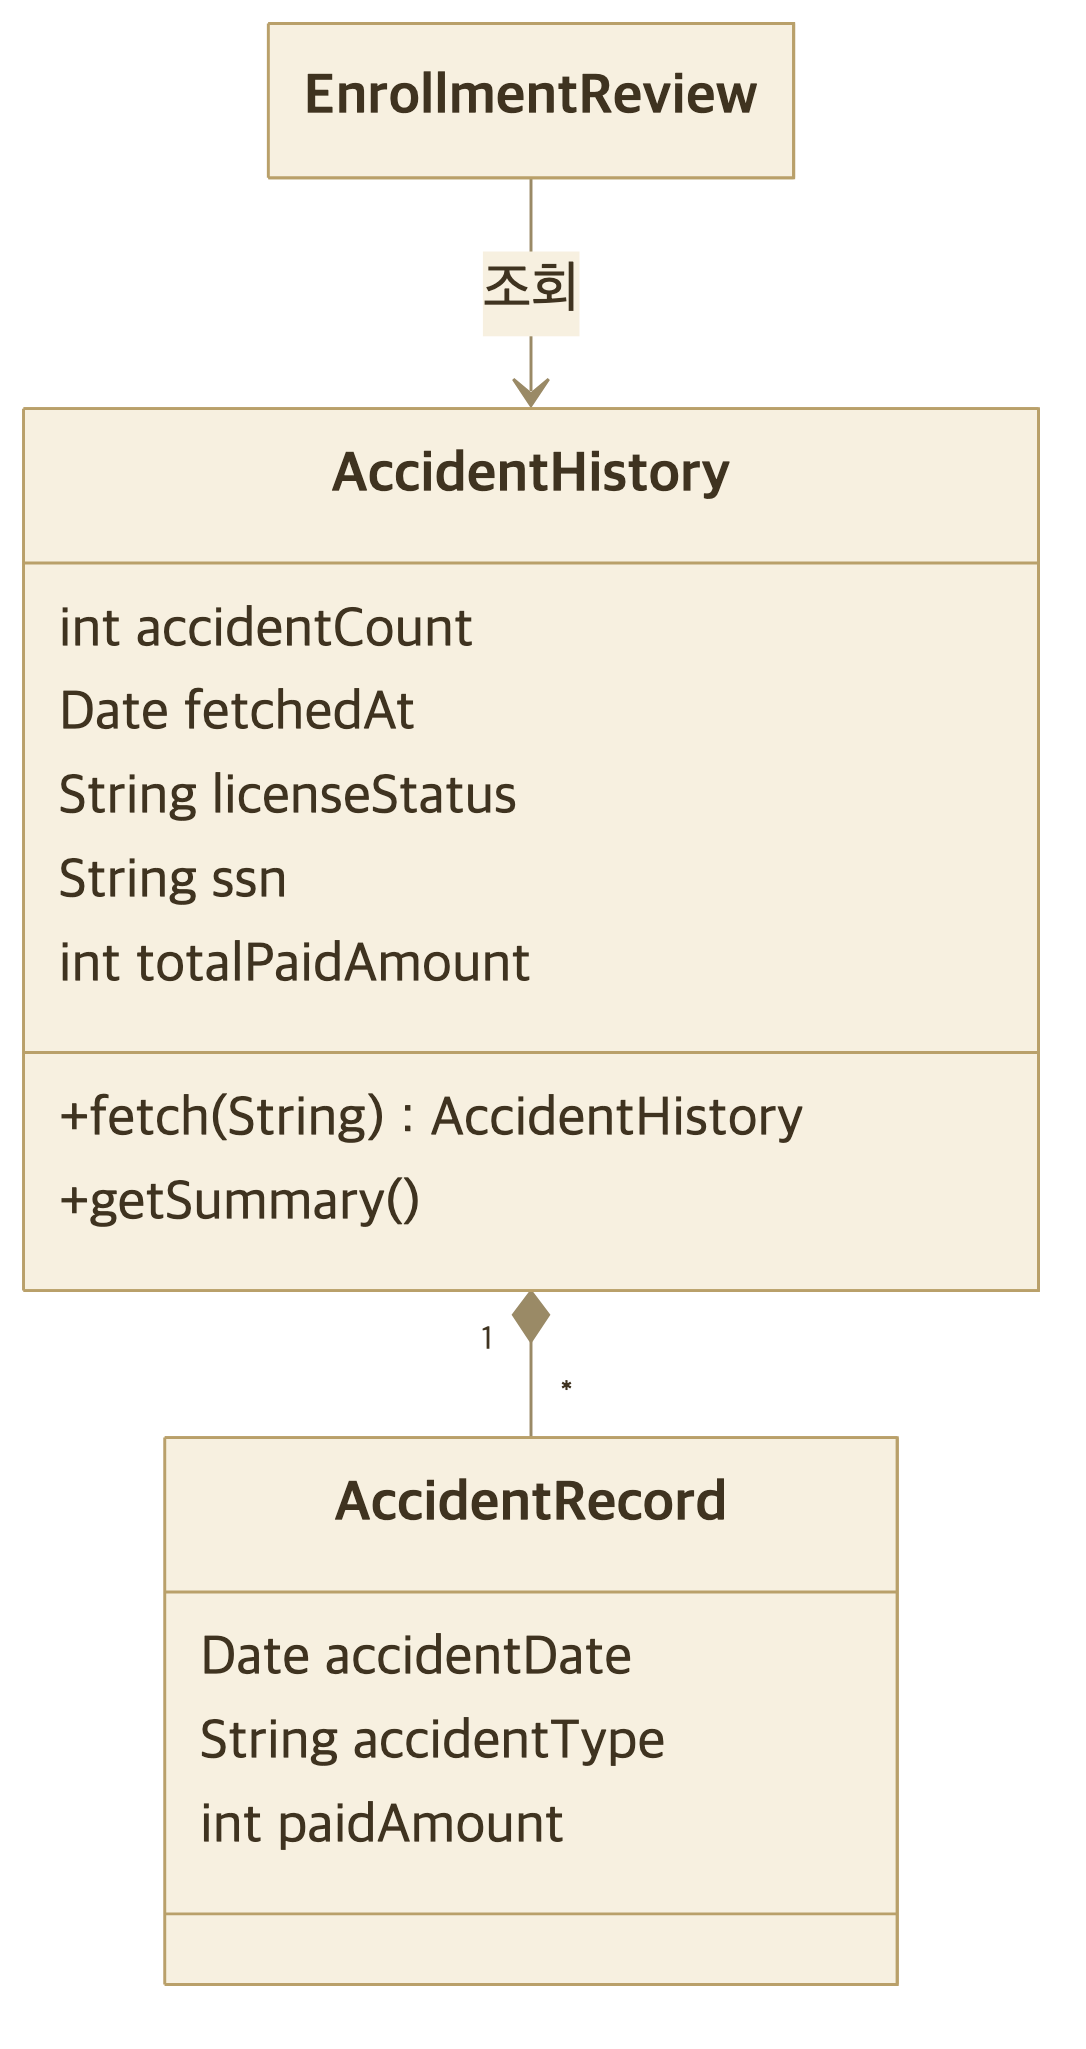 EnrollmentReview
조회
AccidentHistory
int accidentCount
Date fetchedAt
String licenseStatus
String ssn
int totalPaidAmount
+fetch(String) : AccidentHistory
+getSummary()
1
*
AccidentRecord
Date accidentDate
String accidentType
int paidAmount